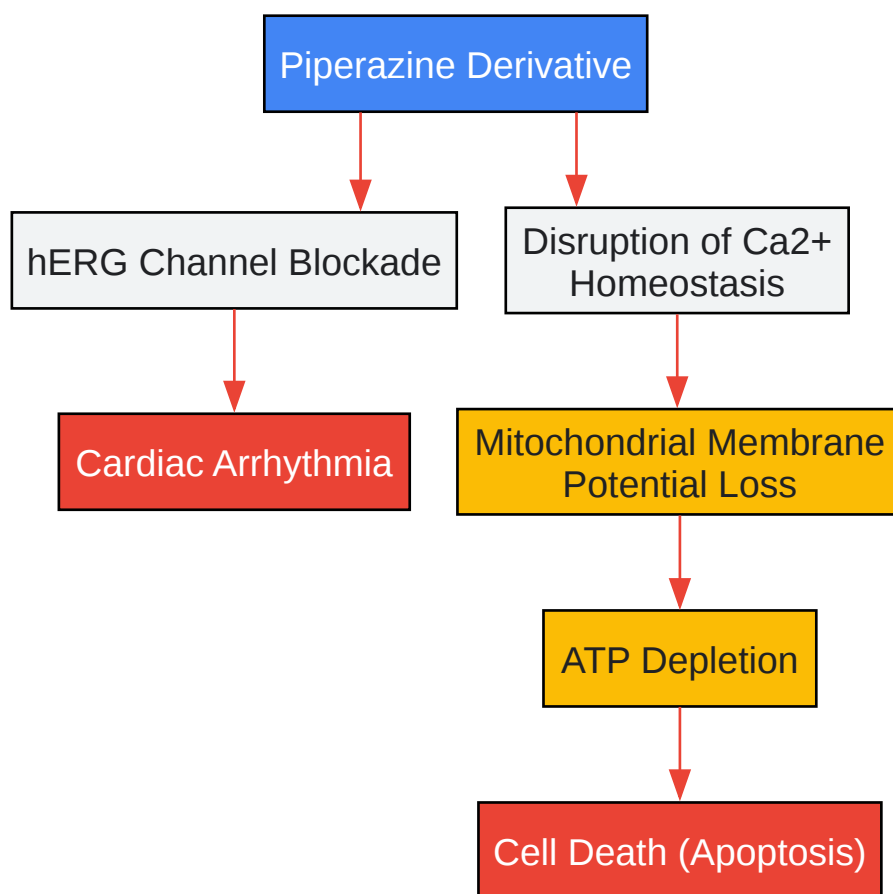 Piperazine Derivative
hERG Channel Blockade
Disruption of Ca2+
Homeostasis
Cardiac Arrhythmia
Mitochondrial Membrane
Potential Loss
ATP Depletion
Cell Death (Apoptosis)